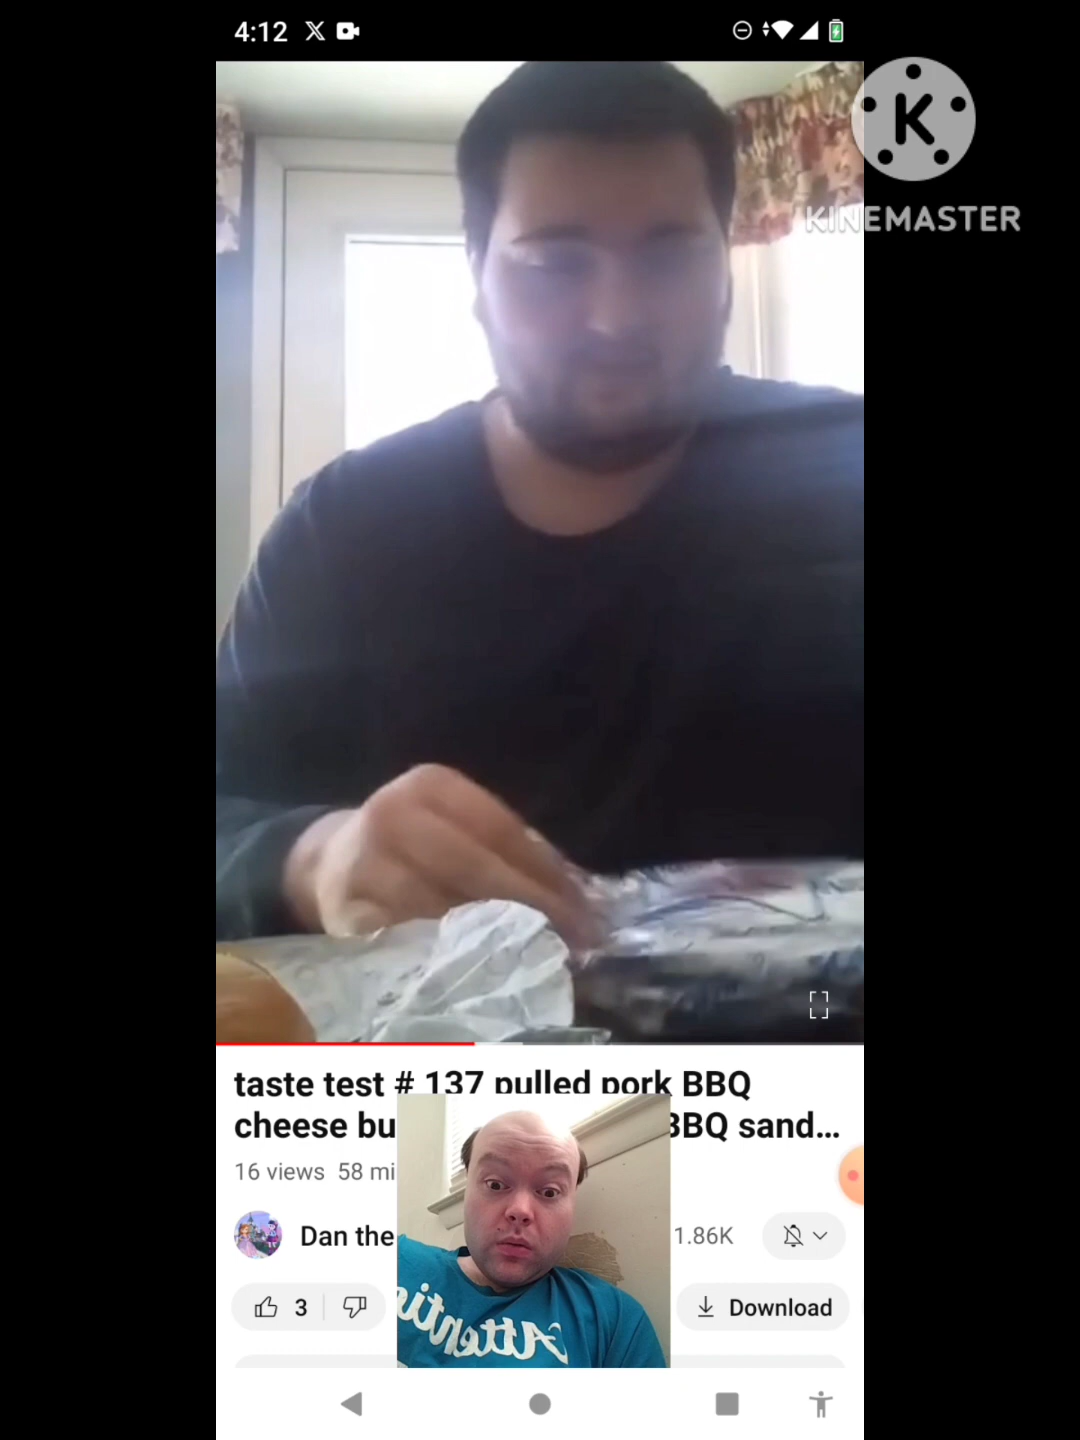 4:12
K
KINEMASTER
taste test # 137 pulled pork BBQ
cheese bu
BBQ sand...
16 views 58 mi
Dan the
1.86K
3
Download
Attentio